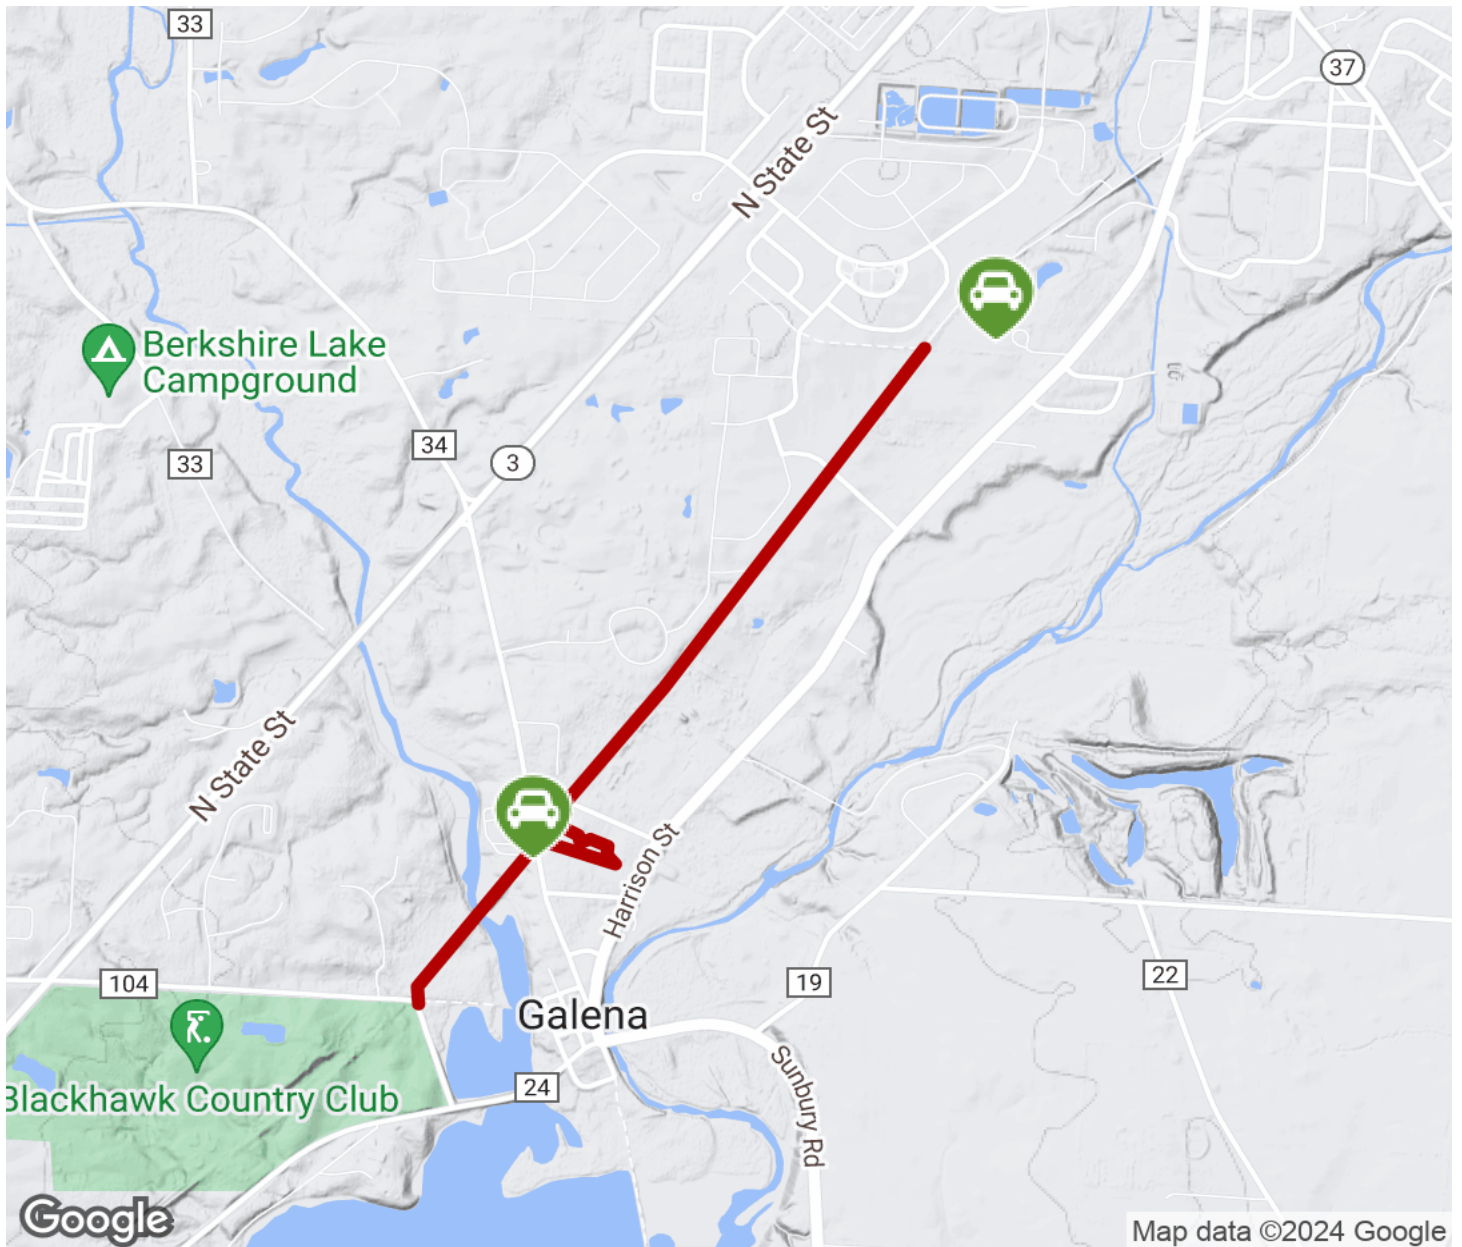 33
37
N State St
Berkshire Lake
Campground
34
3
33
N State St
Harrison St
104
19
22
Galena
24
Blackhawk Country Club
Sunbury Rd
Google
Map data ©2024 Google